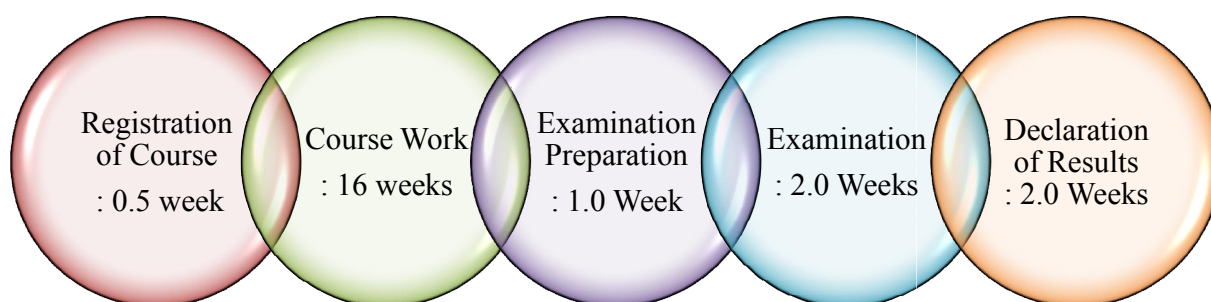 Registration
of Course
: 0.5 week
Course Work
: 16 weeks
Examination
Preparation
: 1.0 Week
Examination
: 2.0 Weeks
Declaration
of Results
: 2.0 Weeks